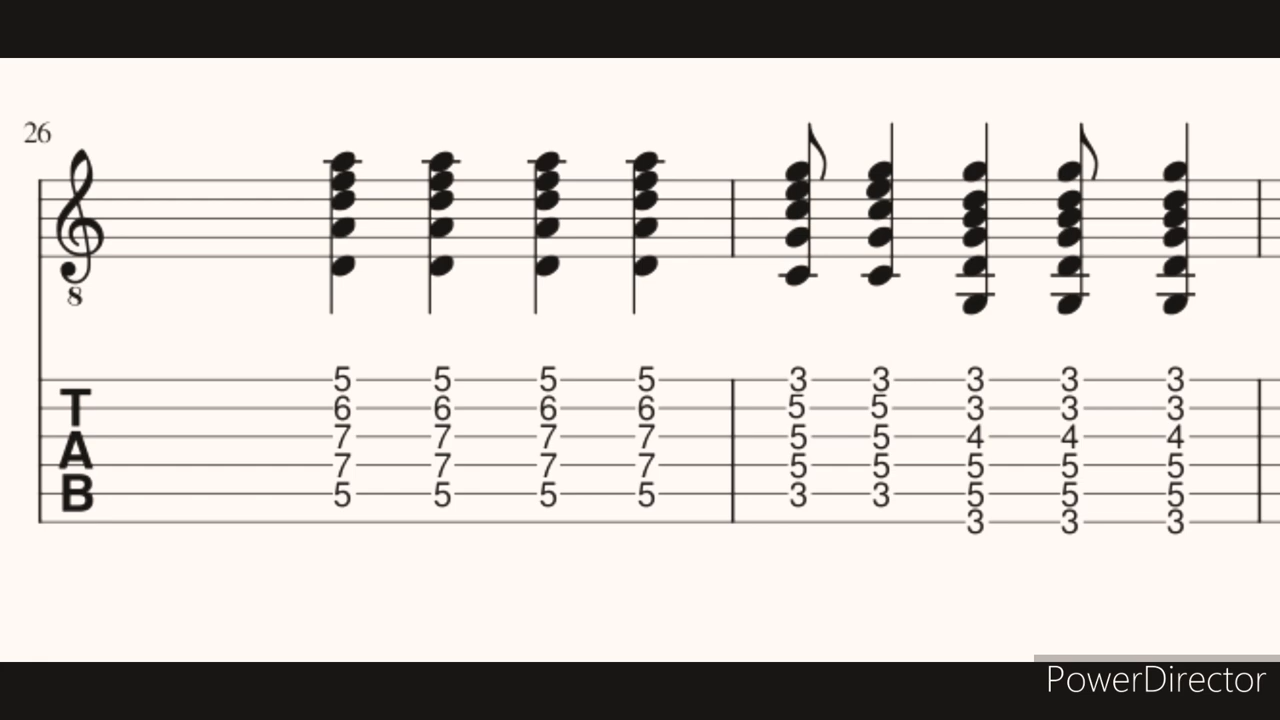 26
8
5 5 5 5 3 3 3 3 3
T 6 6 6 6 5 5 3 3 3
A 7 7 7 7 5 5 4 4 4
7 7 7 7 5 5 5 5 5
B 5 5 5 5 3 3 5 5 5
3 3 3
PowerDirector